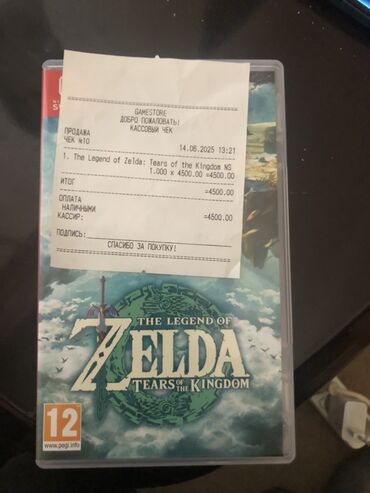 GAMESTORE
ДОБРО ПОЖАЛОВАТЬ!
КАССОВЫЙ ЧЕК
ПРОДАЖА
ЧЕК №10 14.06.2025 13:21
1. The Legend of Zelda: Tears of the Kingdom NS
1.000 x 4500.00 =4500.00
ИТОГ =4500.00
ОПЛАТА
НАЛИЧНЫМИ =4500.00
КАССИР:
ПОДПИСЬ:
СПАСИБО ЗА ПОКУПКУ!
THE LEGEND OF
ZELDA
TEARS OF THE KINGDOM
12
www.pegi.info